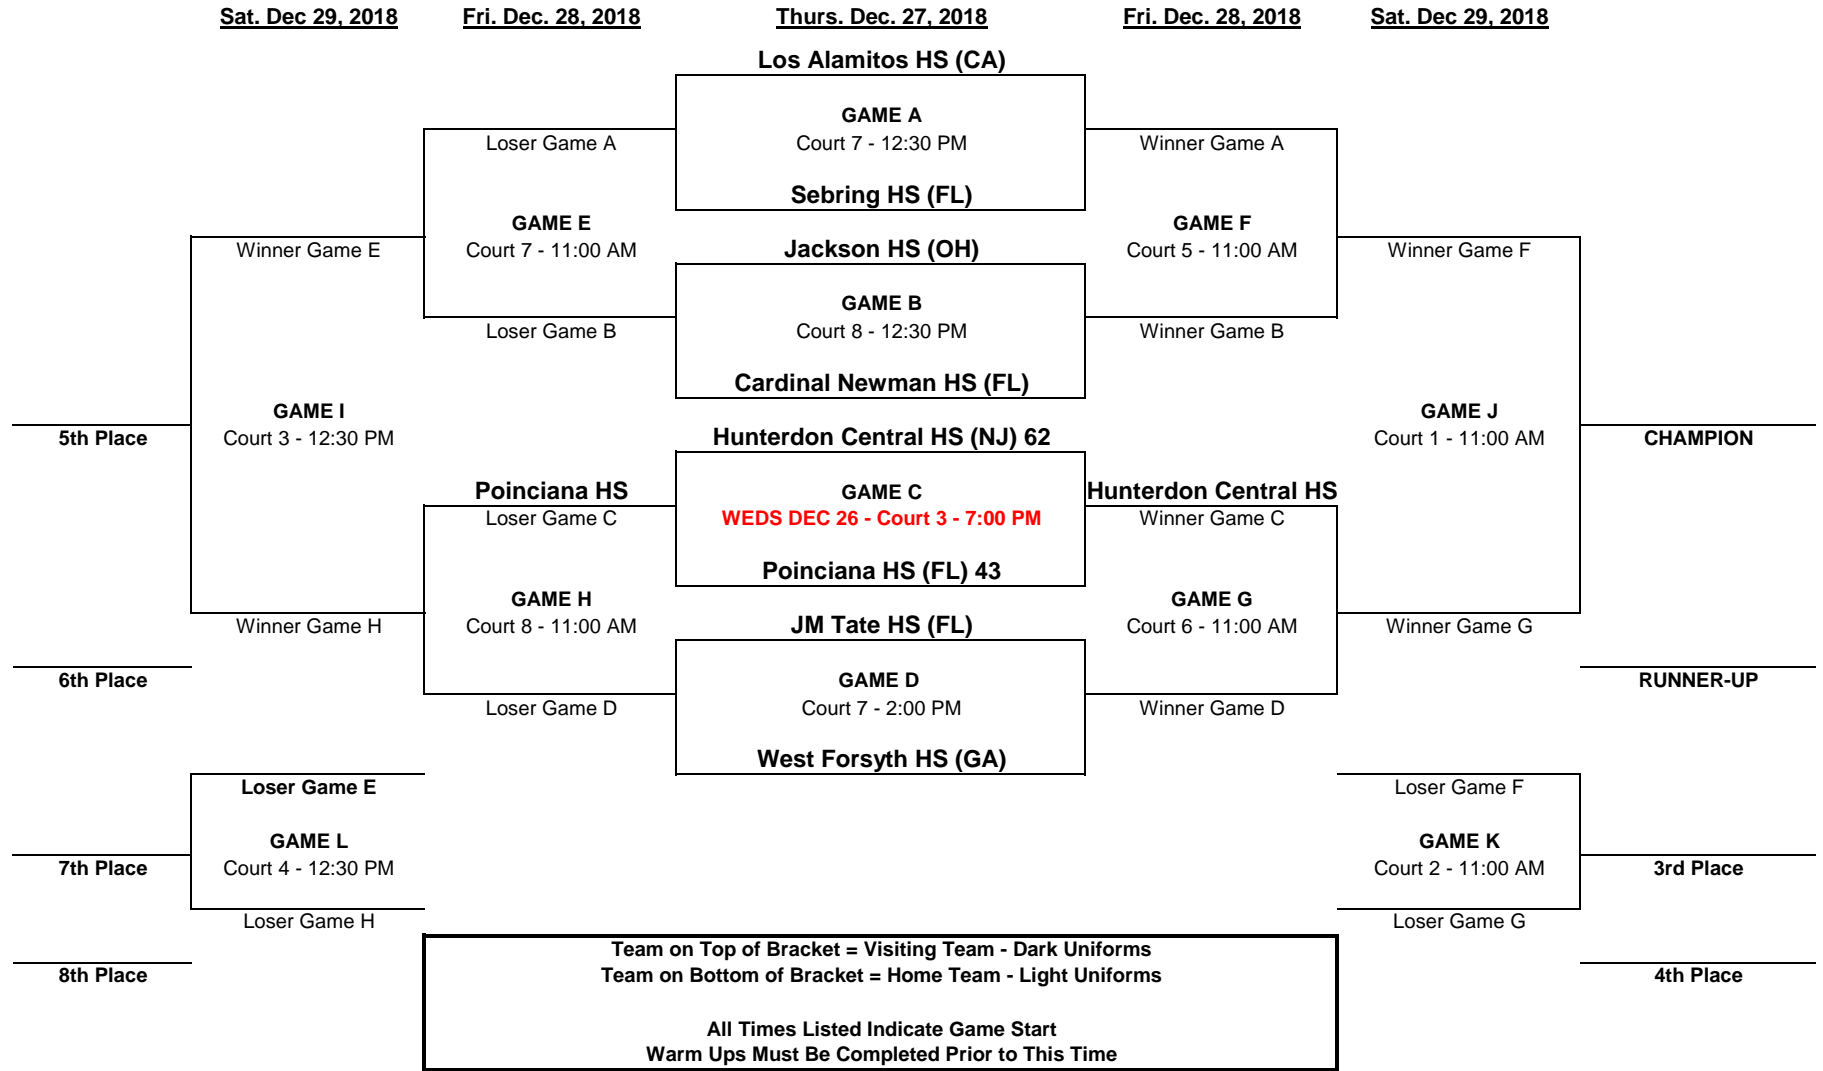 Sat. Dec 29, 2018 Fri. Dec. 28, 2018 Thurs. Dec. 27, 2018 Fri. Dec. 28, 2018 Sat. Dec 29, 2018
Los Alamitos HS (CA)
GAME A
Loser Game A Court 7 - 12:30 PM Winner Game A
Sebring HS (FL)
GAME E GAME F
Winner Game E Court 7 - 11:00 AM Jackson HS (OH) Court 5 - 11:00 AM Winner Game F
GAME B
Loser Game B Court 8 - 12:30 PM Winner Game B
Cardinal Newman HS (FL)
GAME I GAME J
5th Place Court 3 - 12:30 PM Hunterdon Central HS (NJ) 62 Court 1 - 11:00 AM CHAMPION
Poinciana HS GAME C Hunterdon Central HS
Loser Game C WEDS DEC 26 - Court 3 - 7:00 PM Winner Game C
Poinciana HS (FL) 43
GAME H GAME G
Winner Game H Court 8 - 11:00 AM JM Tate HS (FL) Court 6 - 11:00 AM Winner Game G
6th Place GAME D RUNNER-UP
Loser Game D Court 7 - 2:00 PM Winner Game D
West Forsyth HS (GA)
Loser Game E Loser Game F
GAME L GAME K
7th Place Court 4 - 12:30 PM Court 2 - 11:00 AM 3rd Place
Loser Game H Loser Game G
Team on Top of Bracket = Visiting Team - Dark Uniforms
8th Place Team on Bottom of Bracket = Home Team - Light Uniforms 4th Place
All Times Listed Indicate Game Start
Warm Ups Must Be Completed Prior to This Time